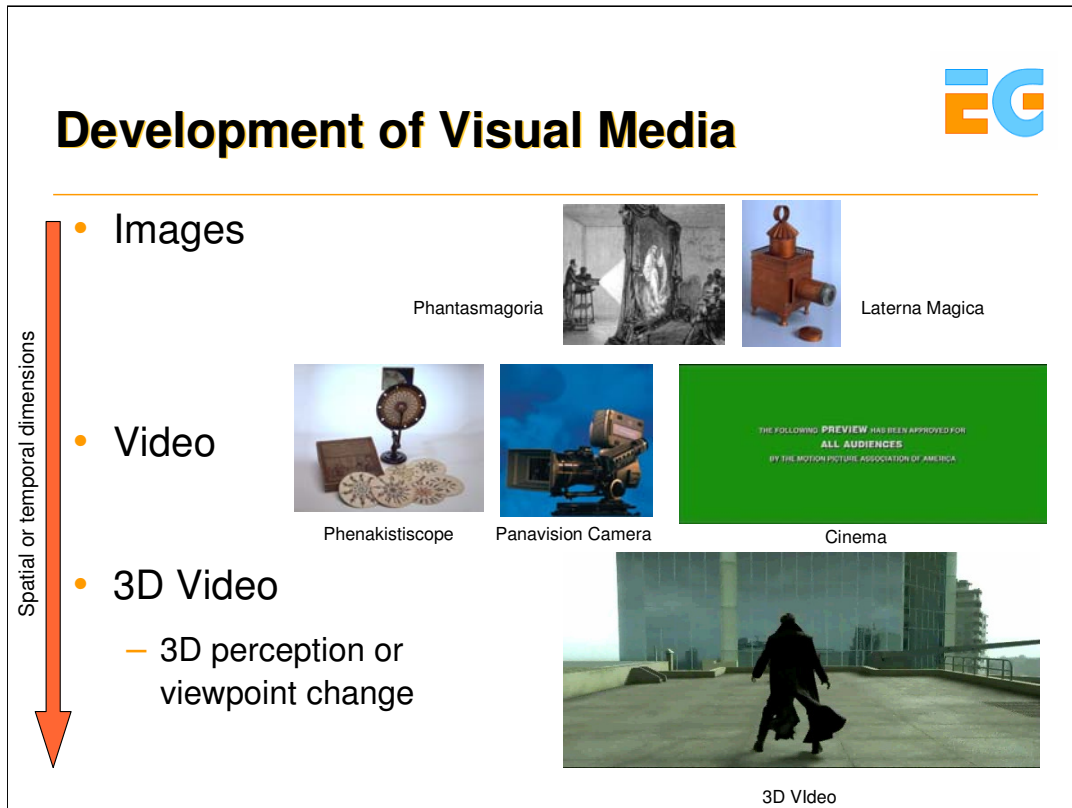 EG
Development of Visual Media
Spatial or temporal dimensions
• Images
Phantasmagoria
Laterna Magica
• Video
THE FOLLOWING PREVIEW HAS BEEN APPROVED FOR
ALL AUDIENCES
BY THE MOTION PICTURE ASSOCIATION OF AMERICA
Phenakistiscope
Panavision Camera
Cinema
• 3D Video
– 3D perception or
viewpoint change
3D VIdeo